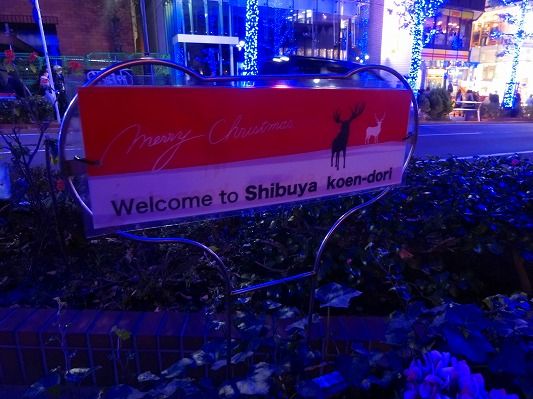 Merry Christmas
Welcome to Shibuya koen-dori